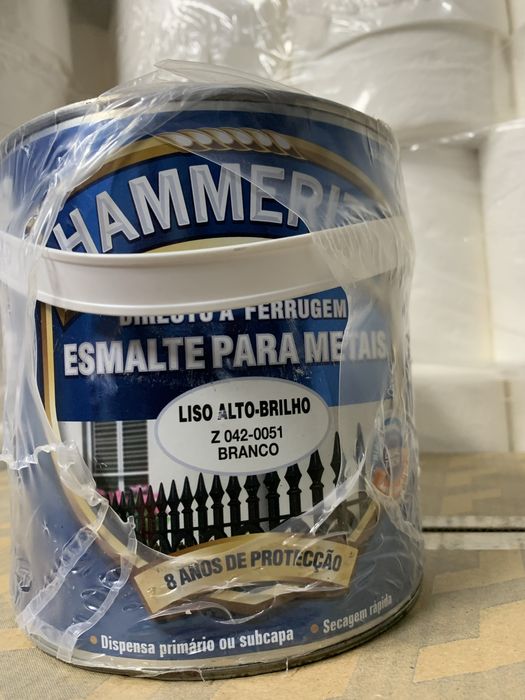 HAMMERI
DIRECTO À FERRUGEM
ESMALTE PARA METAIS
LISO ALTO-BRILHO
Z 042-0051
BRANCO
8 ANOS DE PROTECÇÃO
• Dispensa primário ou subcapa
• Secagem rápida